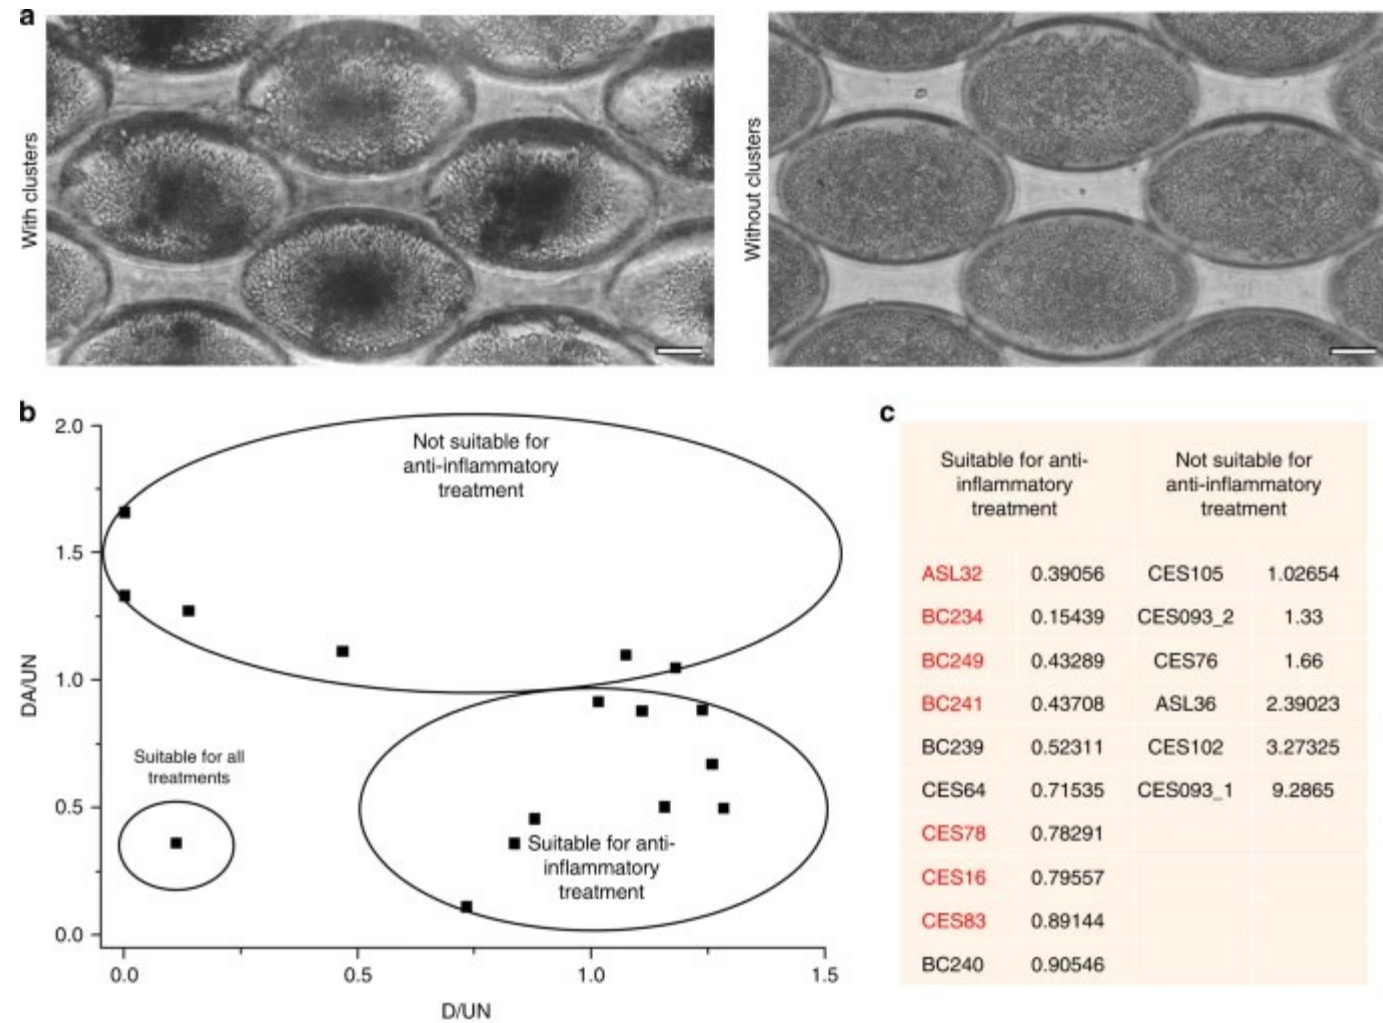 a
With clusters
Without clusters
b
2.0
1.5
1.0
0.5
0.0
DA/UN
Not suitable for
anti-inflammatory
treatment
Suitable for all
treatments
Suitable for anti-
inflammatory
treatment
0.0 0.5 1.0 1.5
D/UN
c
Suitable for anti-
inflammatory
treatment
Not suitable for
anti-inflammatory
treatment
ASL32 0.39056 CES105 1.02654
BC234 0.15439 CES093_2 1.33
BC249 0.43289 CES76 1.66
BC241 0.43708 ASL36 2.39023
BC239 0.52311 CES102 3.27325
CES64 0.71535 CES093_1 9.2865
CES78 0.78291
CES16 0.79557
CES83 0.89144
BC240 0.90546